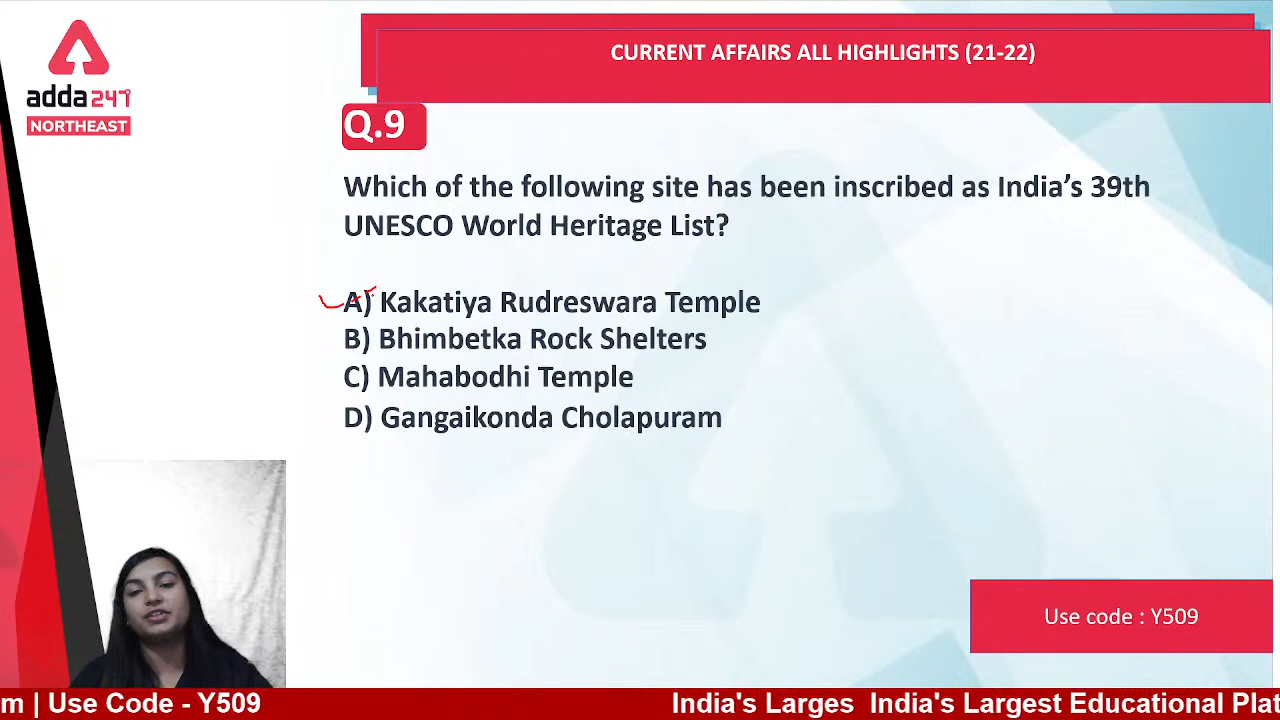 CURRENT AFFAIRS ALL HIGHLIGHTS (21-22)
adda247
NORTHEAST
Q.9
Which of the following site has been inscribed as India’s 39th
UNESCO World Heritage List?
A) Kakatiya Rudreswara Temple
B) Bhimbetka Rock Shelters
C) Mahabodhi Temple
D) Gangaikonda Cholapuram
Use code : Y509
m | Use Code - Y509 India's Larges India's Largest Educational Plat